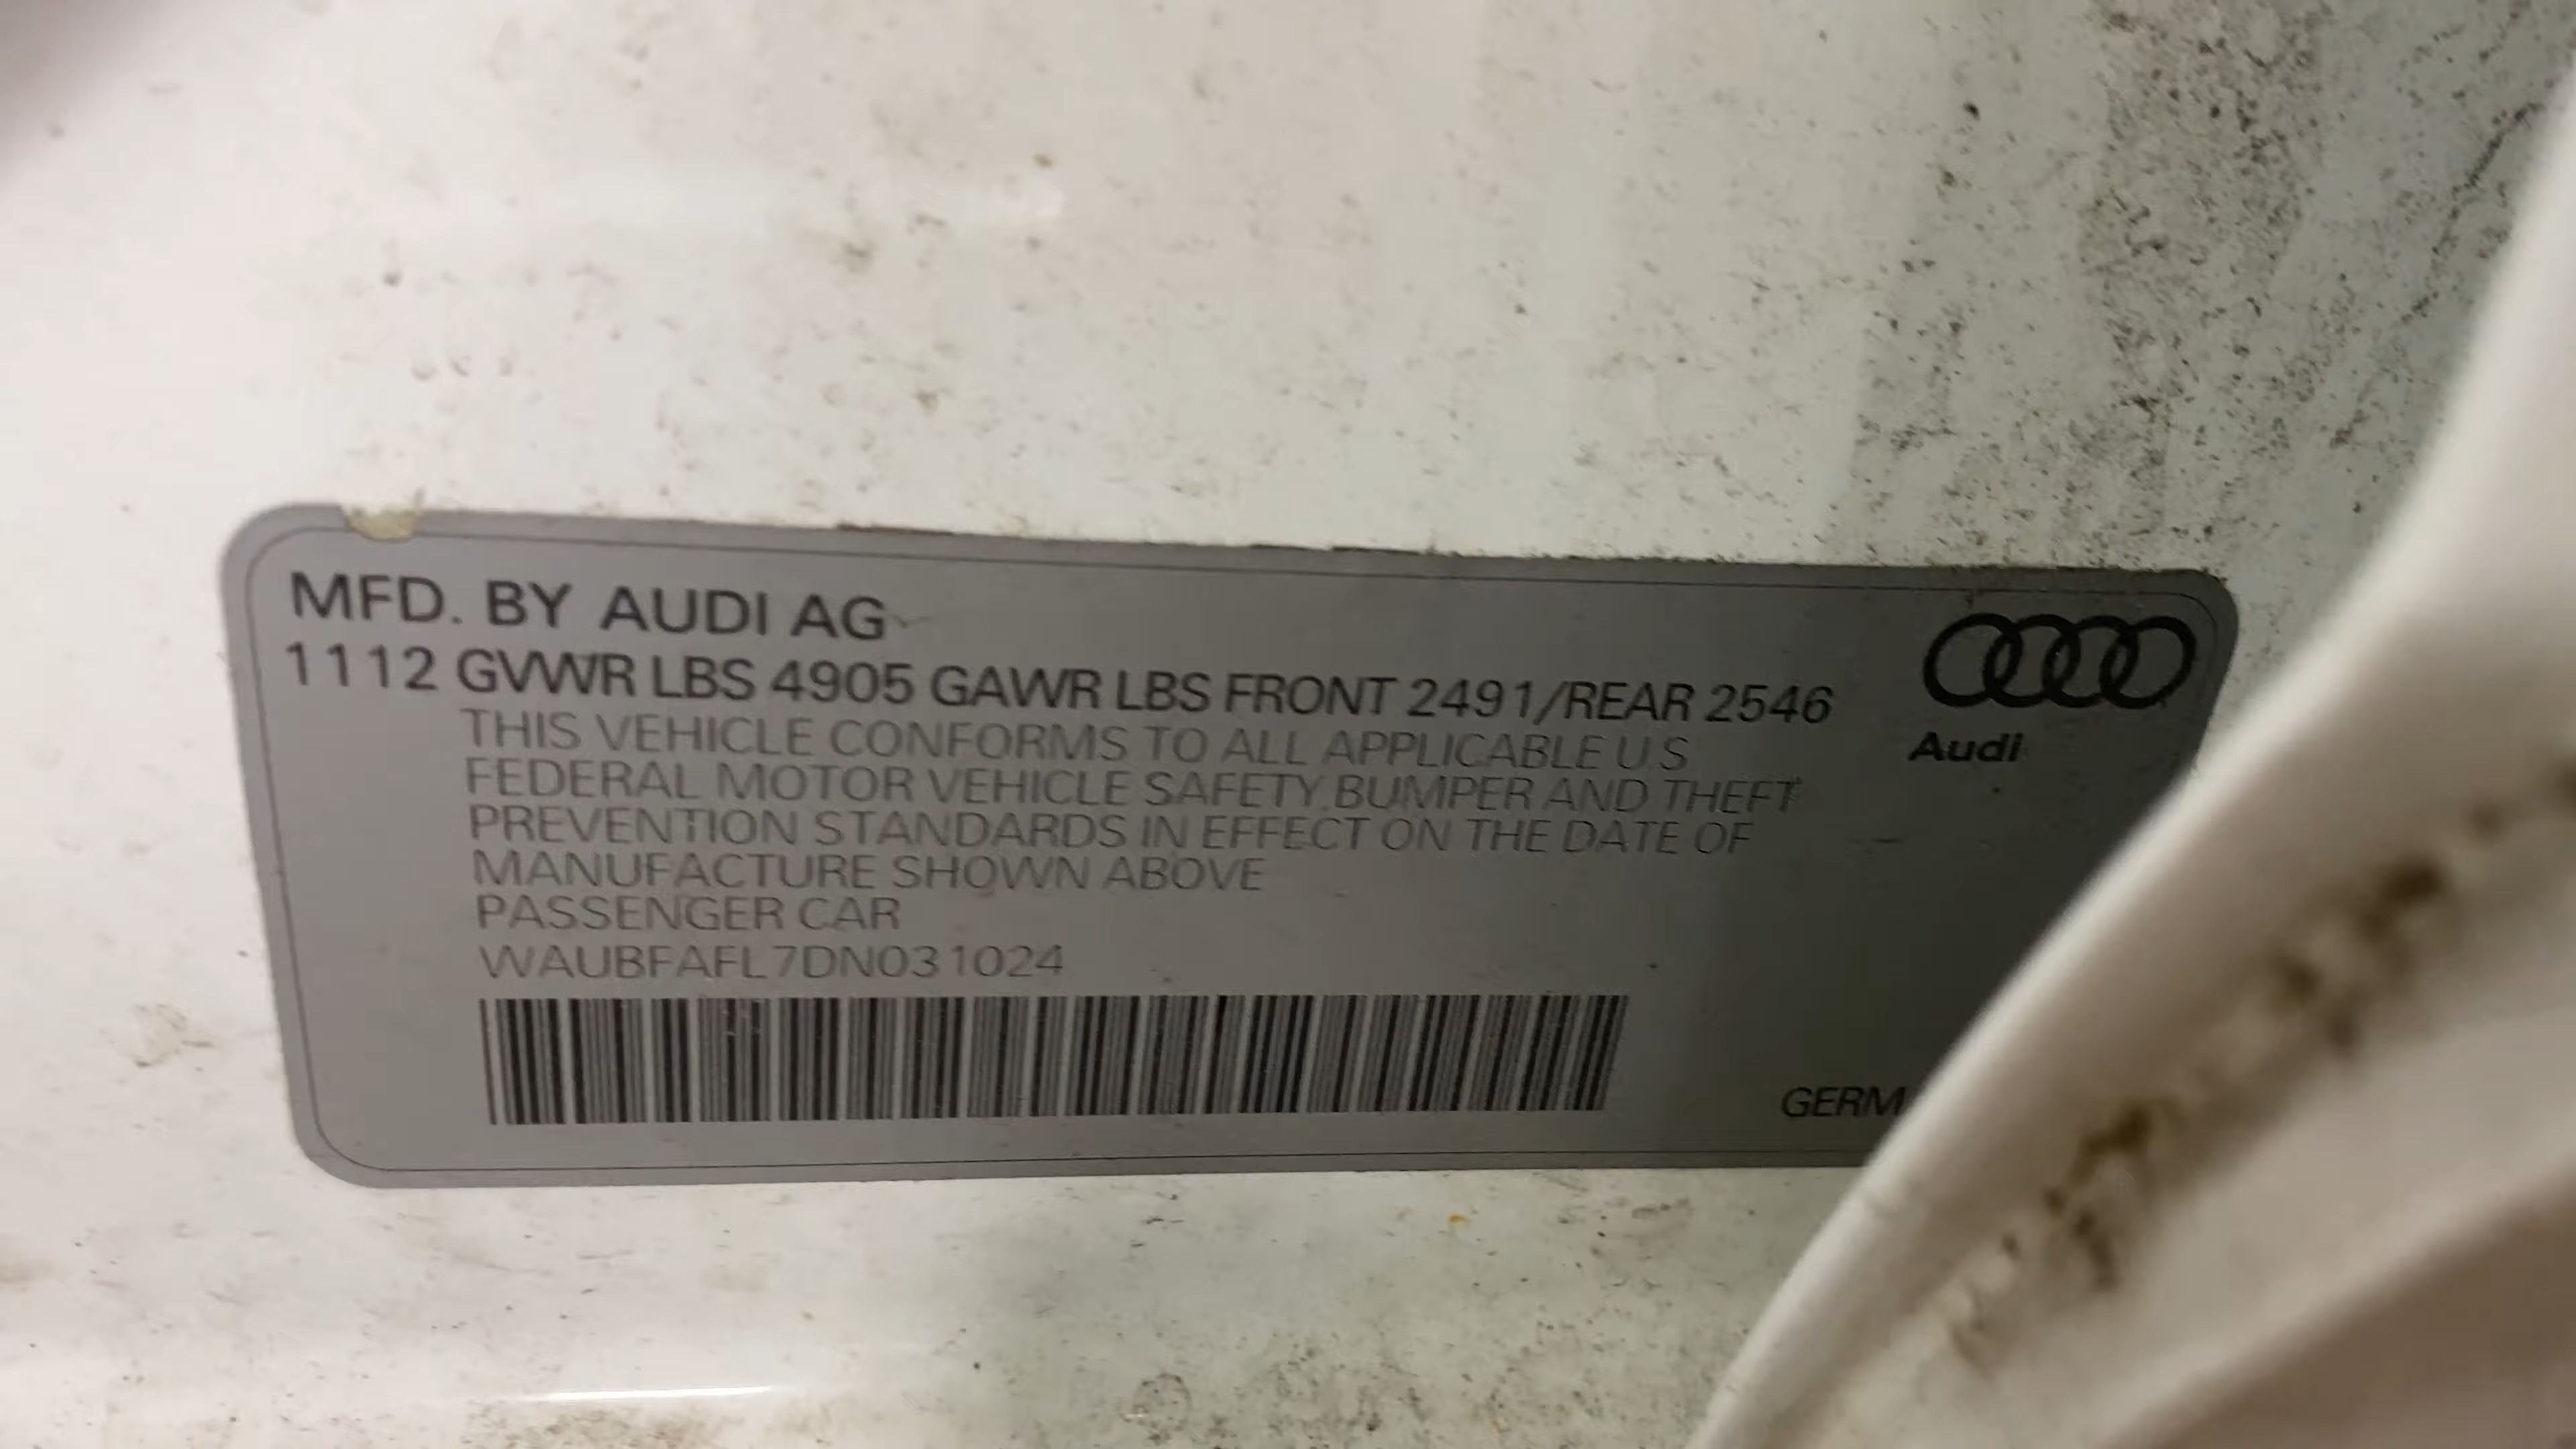 MFD. BY AUDI AG
1112 GVWR LBS 4905 GAWR LBS FRONT 2491/REAR 2546
THIS VEHICLE CONFORMS TO ALL APPLICABLE U.S
FEDERAL MOTOR VEHICLE SAFETY,BUMPER AND THEFT
PREVENTION STANDARDS IN EFFECT ON THE DATE OF
MANUFACTURE SHOWN ABOVE
PASSENGER CAR
WAUBFAFL7DN031024
Audi
GERM